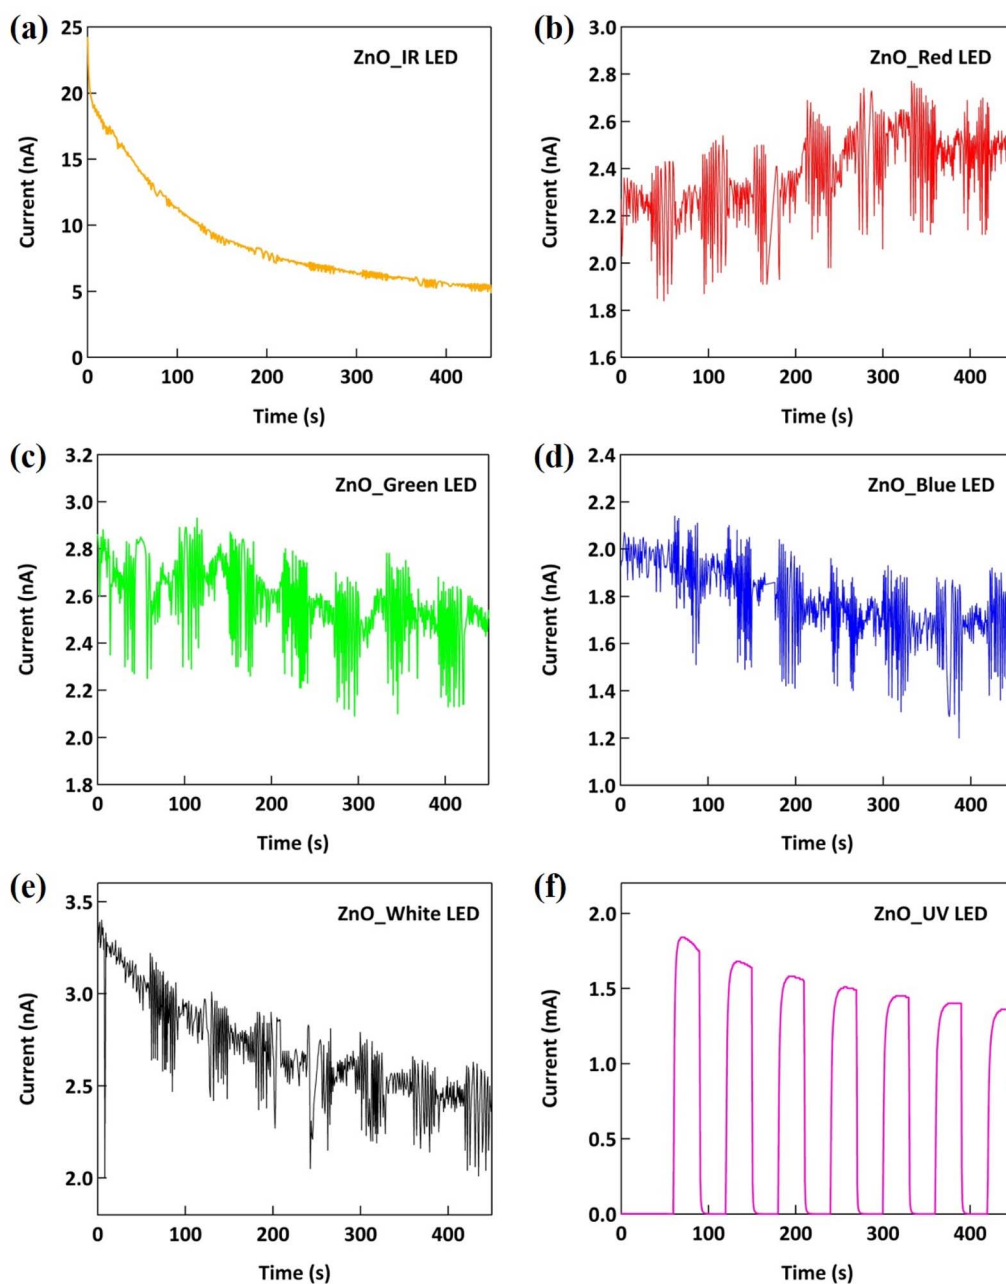 (a)
ZnO_IR LED
25
20
15
10
5
0
Current (nA)
0 100 200 300 400
Time (s)
(b)
ZnO_Red LED
3.0
2.8
2.6
2.4
2.2
2.0
1.8
1.6
Current (nA)
0 100 200 300 400
Time (s)
(c)
ZnO_Green LED
3.2
3.0
2.8
2.6
2.4
2.2
2.0
1.8
Current (nA)
0 100 200 300 400
Time (s)
(d)
ZnO_Blue LED
2.4
2.2
2.0
1.8
1.6
1.4
1.2
1.0
Current (nA)
0 100 200 300 400
Time (s)
(e)
ZnO_White LED
3.5
3.0
2.5
2.0
Current (nA)
0 100 200 300 400
Time (s)
(f)
ZnO_UV LED
2.0
1.5
1.0
0.5
0.0
Current (mA)
0 100 200 300 400
Time (s)